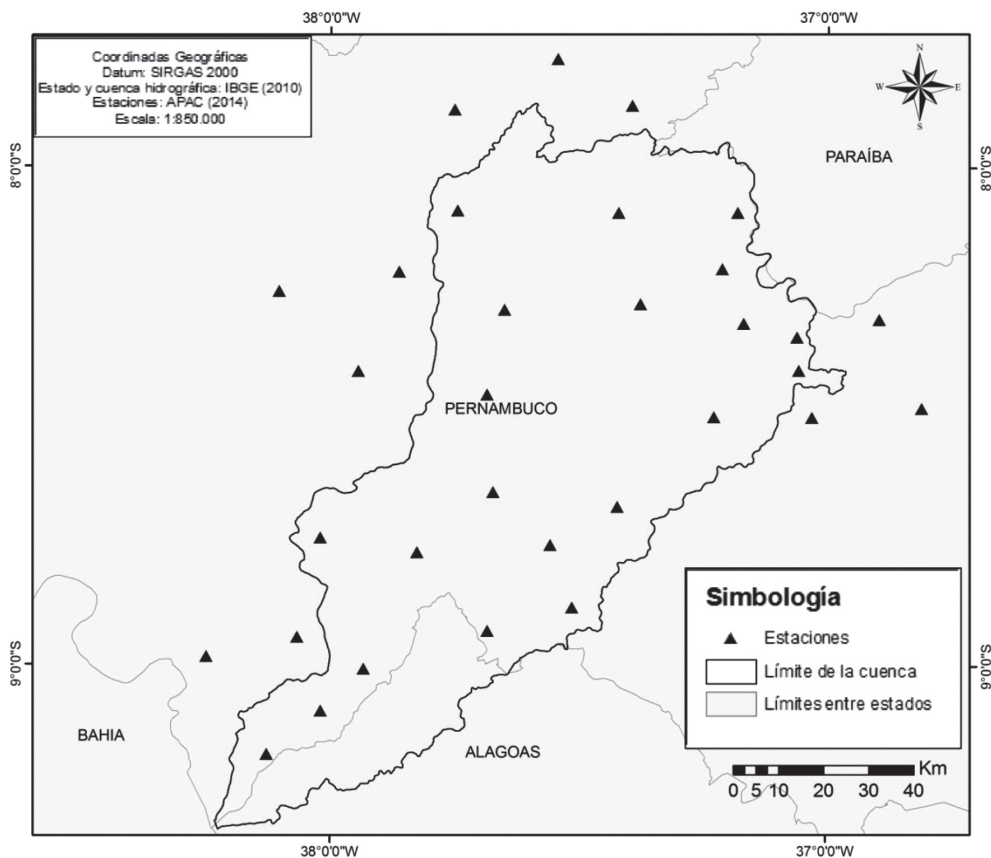 38°0'0"W
37°0'0"W
Coordinadas Geográficas
Datum: SIRGAS 2000
Estado y cuenca hidrográfica: IBGE (2010)
Estaciones: APAC (2014)
Escala: 1:850.000
N
W
E
S
PARAÍBA
8°0'0"S
8°0'0"S
PERNAMBUCO
Simbología
Estaciones
Límite de la cuenca
Límites entre estados
9°0'0"S
9°0'0"S
BAHIA
ALAGOAS
Km
0 5 10 20 30 40
38°0'0"W
37°0'0"W